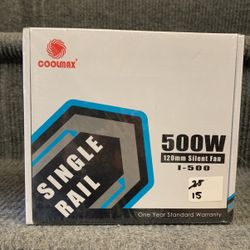 COOLMAX
500W
120mm Silent Fan
I-500
SINGLE
RAIL
25
15
One Year Standard Warranty